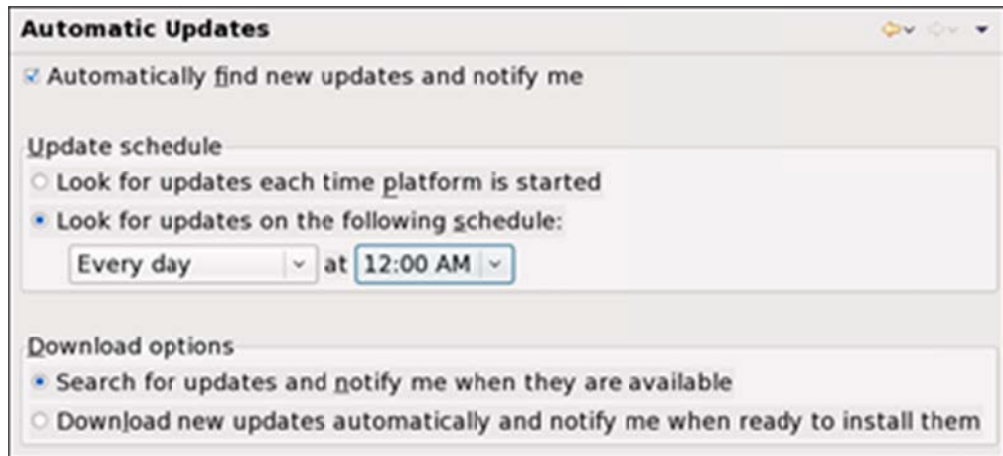 Automatic Updates
Automatically find new updates and notify me
Update schedule
Look for updates each time platform is started
Look for updates on the following schedule:
Every day at 12:00 AM
Download options
Search for updates and notify me when they are available
Download new updates automatically and notify me when ready to install them